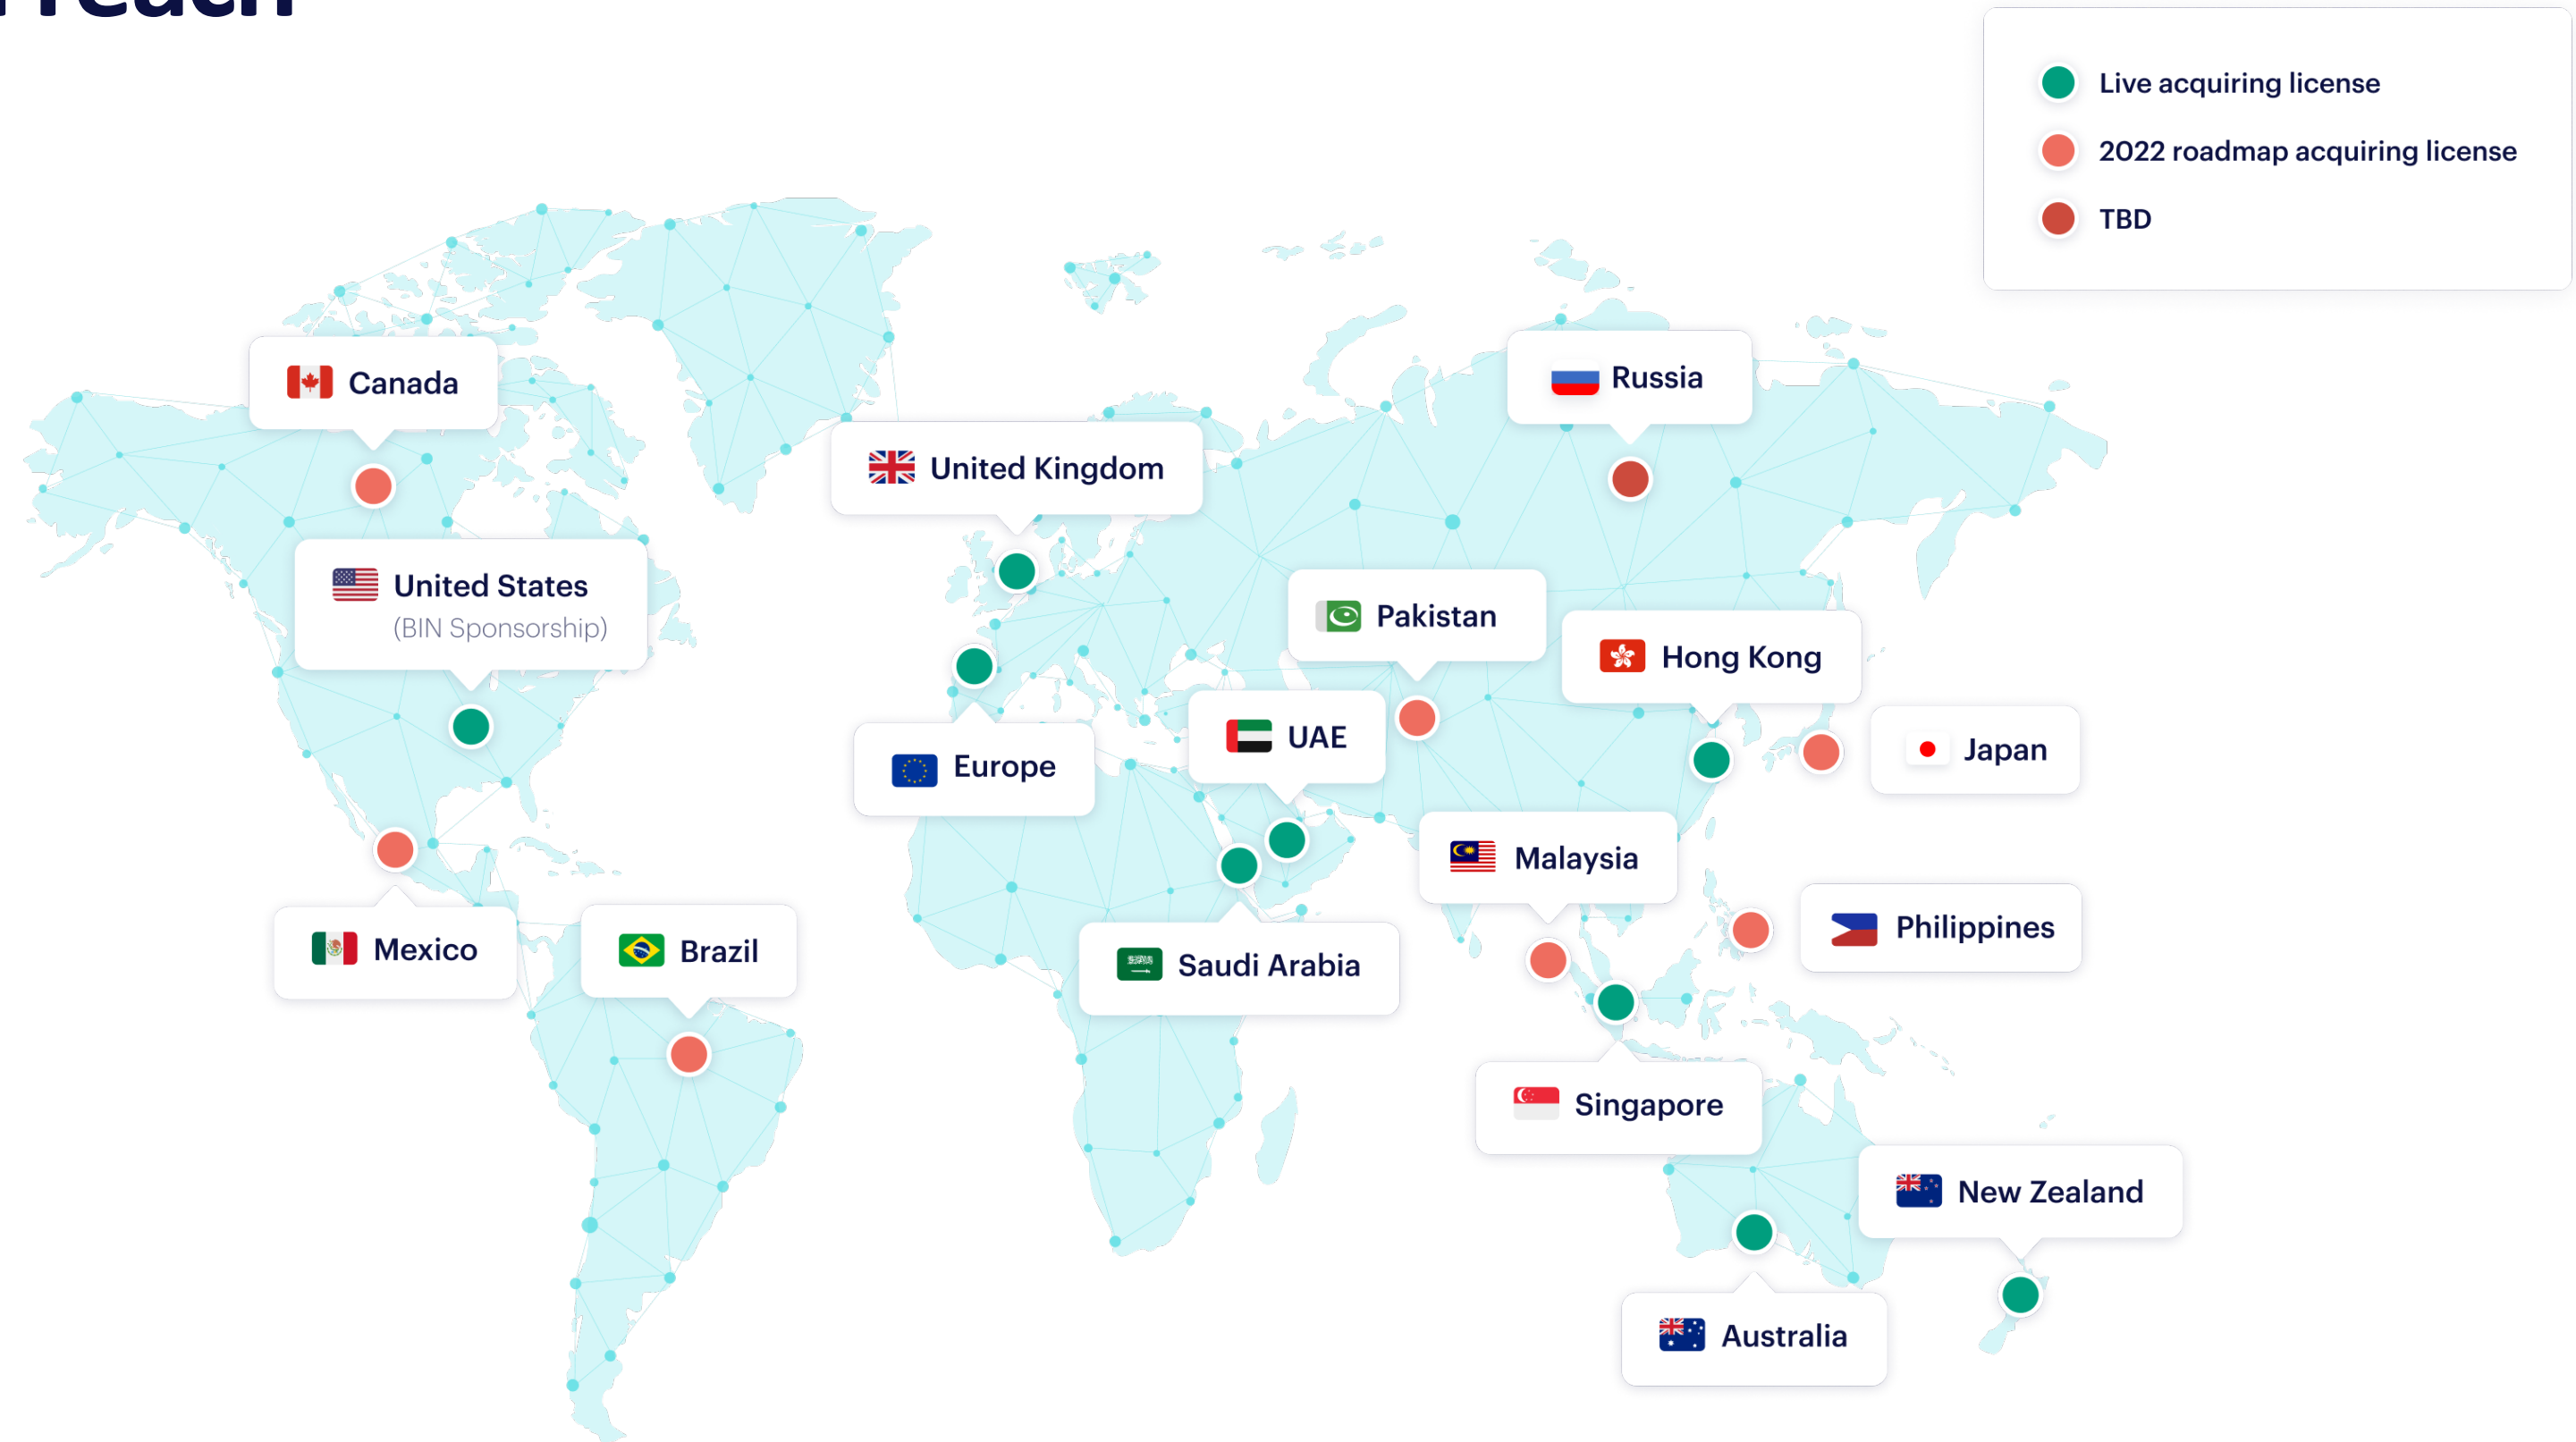 reach
Live acquiring license
2022 roadmap acquiring license
TBD
Canada
Russia
United Kingdom
United States
(BIN Sponsorship)
Pakistan
Hong Kong
UAE
Japan
Europe
Malaysia
Philippines
Mexico
Brazil
Saudi Arabia
Singapore
New Zealand
Australia